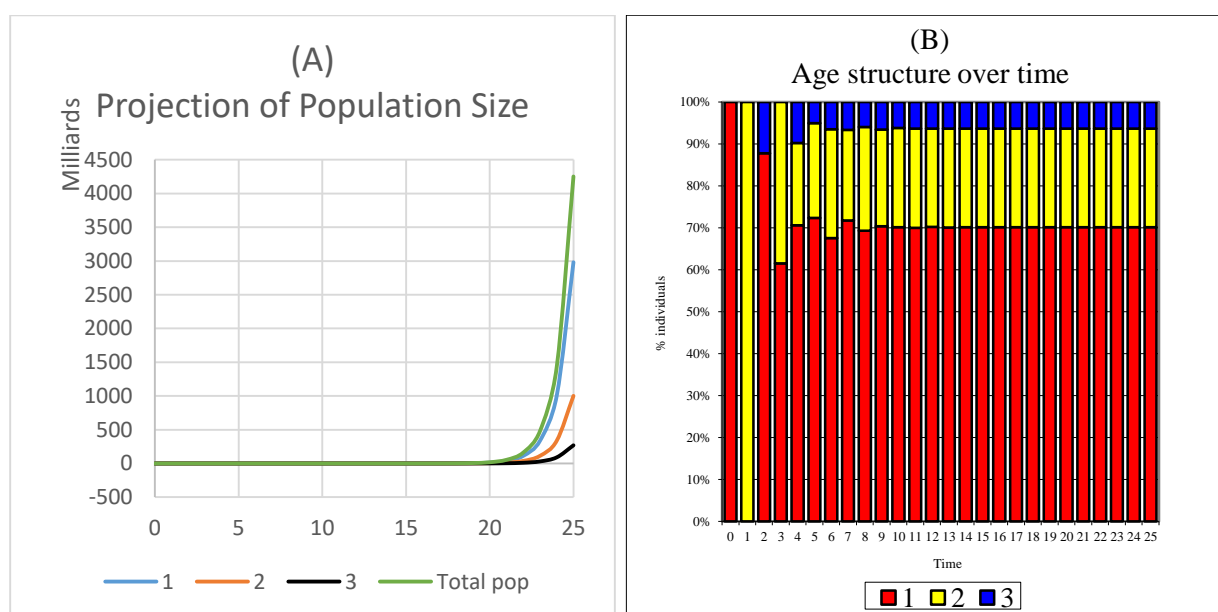 (A)
Projection of Population Size
Milliards
4500
4000
3500
3000
2500
2000
1500
1000
500
0
-500
0 5 10 15 20 25
1 2 3 Total pop
(B)
Age structure over time
100%
90%
80%
70%
60%
50%
40%
30%
20%
10%
0%
% individuals
0 1 2 3 4 5 6 7 8 9 10 11 12 13 14 15 16 17 18 19 20 21 22 23 24 25
Time
1 2 3